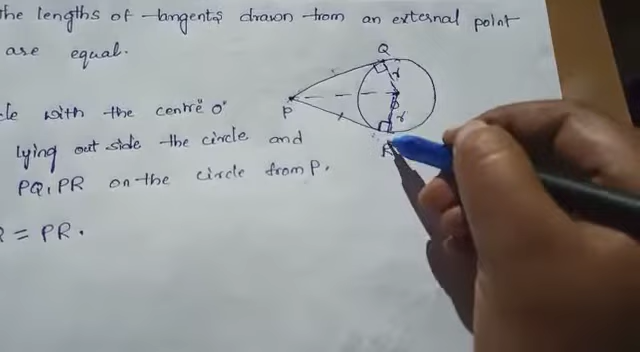 the lengths of tangents drawn from an external point
are equal.
Q
r
P
O
r
R
cle with the centre 'O'
lying out side the circle and
PQ, PR on the circle from P.
= PR.